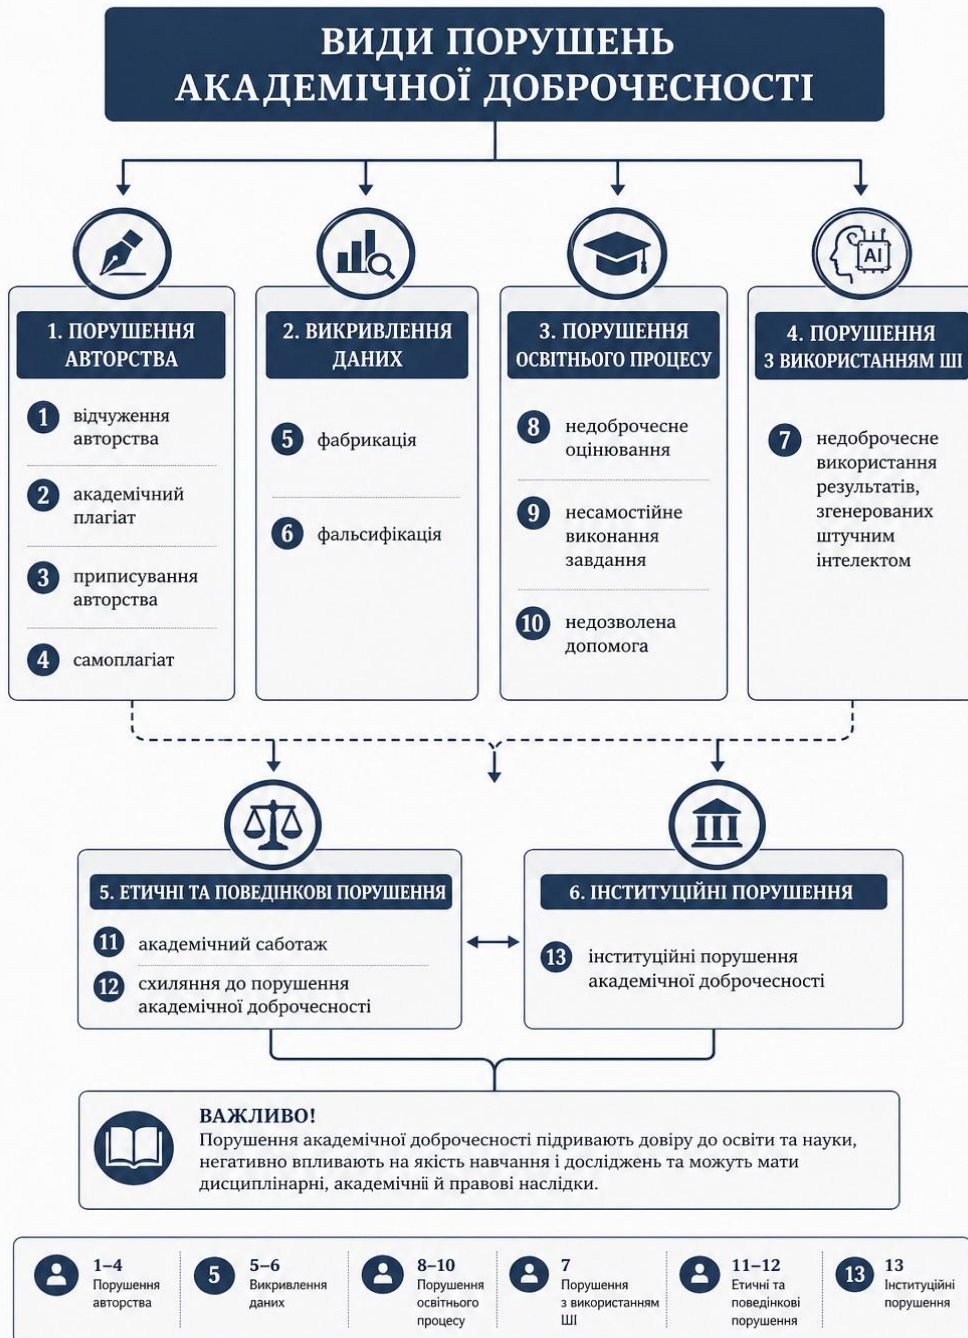 ВИДИ ПОРУШЕНЬ
АКАДЕМІЧНОЇ ДОБРОЧЕСНОСТІ
1. ПОРУШЕННЯ
АВТОРСТВА
1 відчуження
авторства
2 академічний
плагіат
3 приписування
авторства
4 самоплагіат
2. ВИКРИВЛЕННЯ
ДАНИХ
5 фабрикація
6 фальсифікація
3. ПОРУШЕННЯ
ОСВІТНЬОГО ПРОЦЕСУ
8 недоброчесне
оцінювання
9 несамостійне
виконання
завдання
10 недозволена
допомога
AI
4. ПОРУШЕННЯ
З ВИКОРИСТАННЯМ ШІ
7 недоброчесне
використання
результатів,
згенерованих
штучним
інтелектом
5. ЕТИЧНІ ТА ПОВЕДІНКОВІ ПОРУШЕННЯ
11 академічний саботаж
12 схиляння до порушення
академічної доброчесності
6. ІНСТИТУЦІЙНІ ПОРУШЕННЯ
13 інституційні порушення
академічної доброчесності
ВАЖЛИВО!
Порушення академічної доброчесності підривають довіру до освіти та науки,
негативно впливають на якість навчання і досліджень та можуть мати
дисциплінарні, академічнії й правові наслідки.
1–4
Порушення
авторства
5
5–6
Викривлення
даних
8–10
Порушення
освітнього
процесу
7
Порушення
з використанням
ШІ
11–12
Етичні та
поведінкові
порушення
13
13
Інституційні
порушення